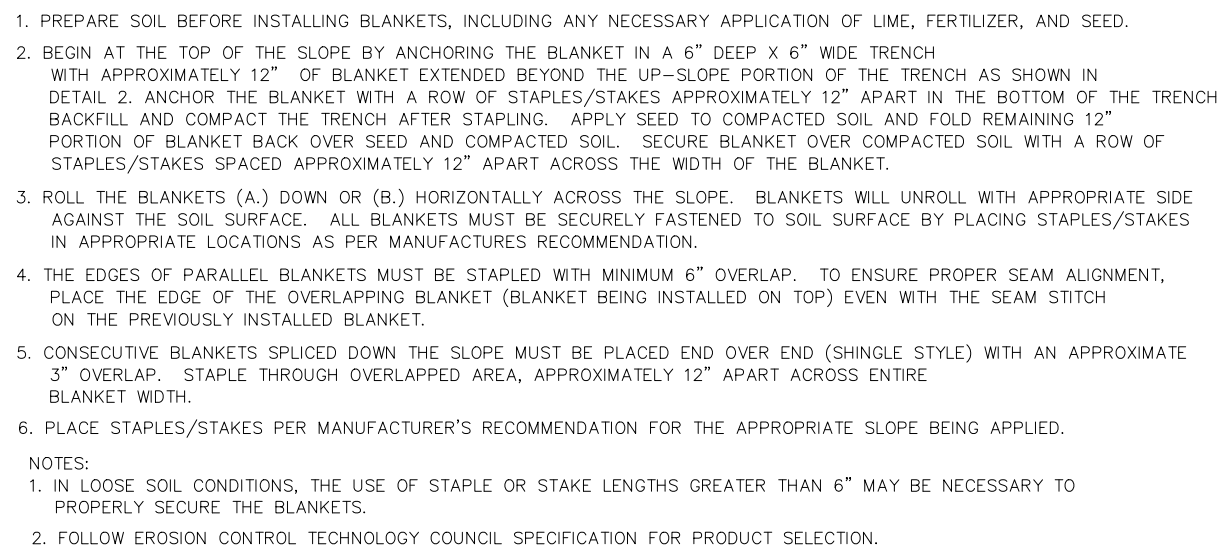 1. PREPARE SOIL BEFORE INSTALLING BLANKETS, INCLUDING ANY NECESSARY APPLICATION OF LIME, FERTILIZER, AND SEED.
2. BEGIN AT THE TOP OF THE SLOPE BY ANCHORING THE BLANKET IN A 6” DEEP X 6” WIDE TRENCH
WITH APPROXIMATELY 12” OF BLANKET EXTENDED BEYOND THE UP-SLOPE PORTION OF THE TRENCH AS SHOWN IN
DETAIL 2. ANCHOR THE BLANKET WITH A ROW OF STAPLES/STAKES APPROXIMATELY 12” APART IN THE BOTTOM OF THE TRENCH
BACKFILL AND COMPACT THE TRENCH AFTER STAPLING. APPLY SEED TO COMPACTED SOIL AND FOLD REMAINING 12”
PORTION OF BLANKET BACK OVER SEED AND COMPACTED SOIL. SECURE BLANKET OVER COMPACTED SOIL WITH A ROW OF
STAPLES/STAKES SPACED APPROXIMATELY 12” APART ACROSS THE WIDTH OF THE BLANKET.
3. ROLL THE BLANKETS (A.) DOWN OR (B.) HORIZONTALLY ACROSS THE SLOPE. BLANKETS WILL UNROLL WITH APPROPRIATE SIDE
AGAINST THE SOIL SURFACE. ALL BLANKETS MUST BE SECURELY FASTENED TO SOIL SURFACE BY PLACING STAPLES/STAKES
IN APPROPRIATE LOCATIONS AS PER MANUFACTURES RECOMMENDATION.
4. THE EDGES OF PARALLEL BLANKETS MUST BE STAPLED WITH MINIMUM 6” OVERLAP. TO ENSURE PROPER SEAM ALIGNMENT,
PLACE THE EDGE OF THE OVERLAPPING BLANKET (BLANKET BEING INSTALLED ON TOP) EVEN WITH THE SEAM STITCH
ON THE PREVIOUSLY INSTALLED BLANKET.
5. CONSECUTIVE BLANKETS SPLICED DOWN THE SLOPE MUST BE PLACED END OVER END (SHINGLE STYLE) WITH AN APPROXIMATE
3” OVERLAP. STAPLE THROUGH OVERLAPPED AREA, APPROXIMATELY 12” APART ACROSS ENTIRE
BLANKET WIDTH.
6. PLACE STAPLES/STAKES PER MANUFACTURER’S RECOMMENDATION FOR THE APPROPRIATE SLOPE BEING APPLIED.
NOTES:
1. IN LOOSE SOIL CONDITIONS, THE USE OF STAPLE OR STAKE LENGTHS GREATER THAN 6” MAY BE NECESSARY TO
PROPERLY SECURE THE BLANKETS.
2. FOLLOW EROSION CONTROL TECHNOLOGY COUNCIL SPECIFICATION FOR PRODUCT SELECTION.